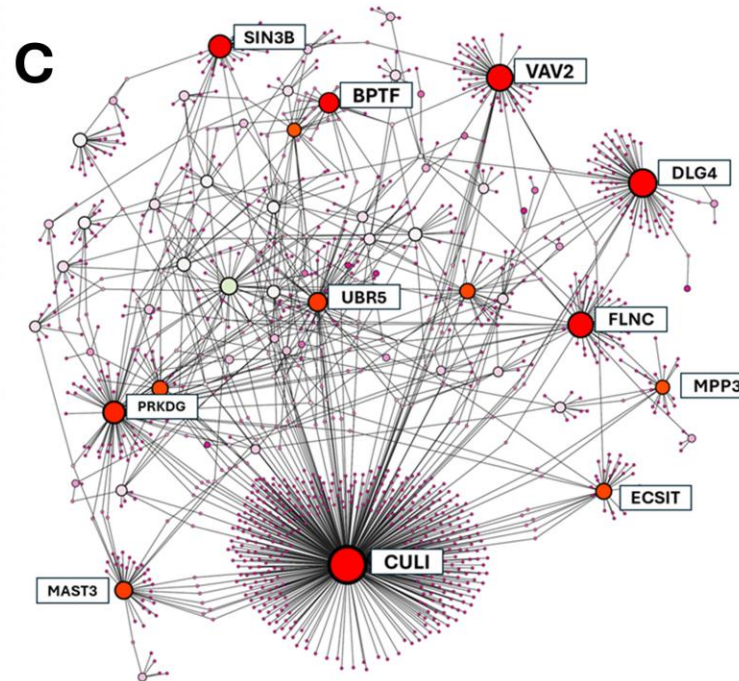 C
SIN3B
BPTF
VAV2
DLG4
UBR5
FLNC
MPP3
PRKDG
ECSIT
CULI
MAST3